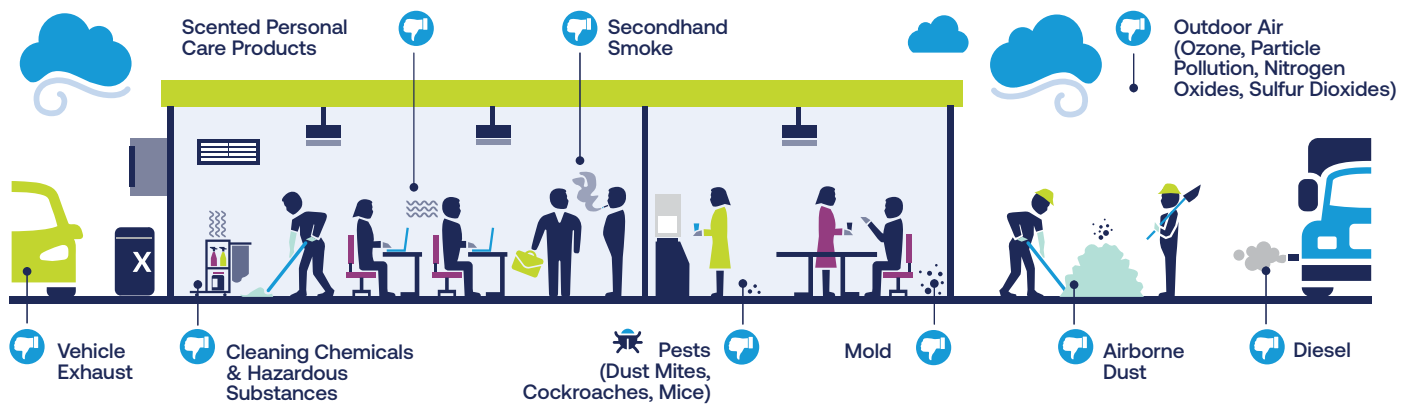 Scented Personal
Care Products
Secondhand
Smoke
Outdoor Air
(Ozone, Particle
Pollution, Nitrogen
Oxides, Sulfur Dioxides)
X
Vehicle
Exhaust
Cleaning Chemicals
& Hazardous
Substances
Pests
(Dust Mites,
Cockroaches, Mice)
Mold
Airborne
Dust
Diesel